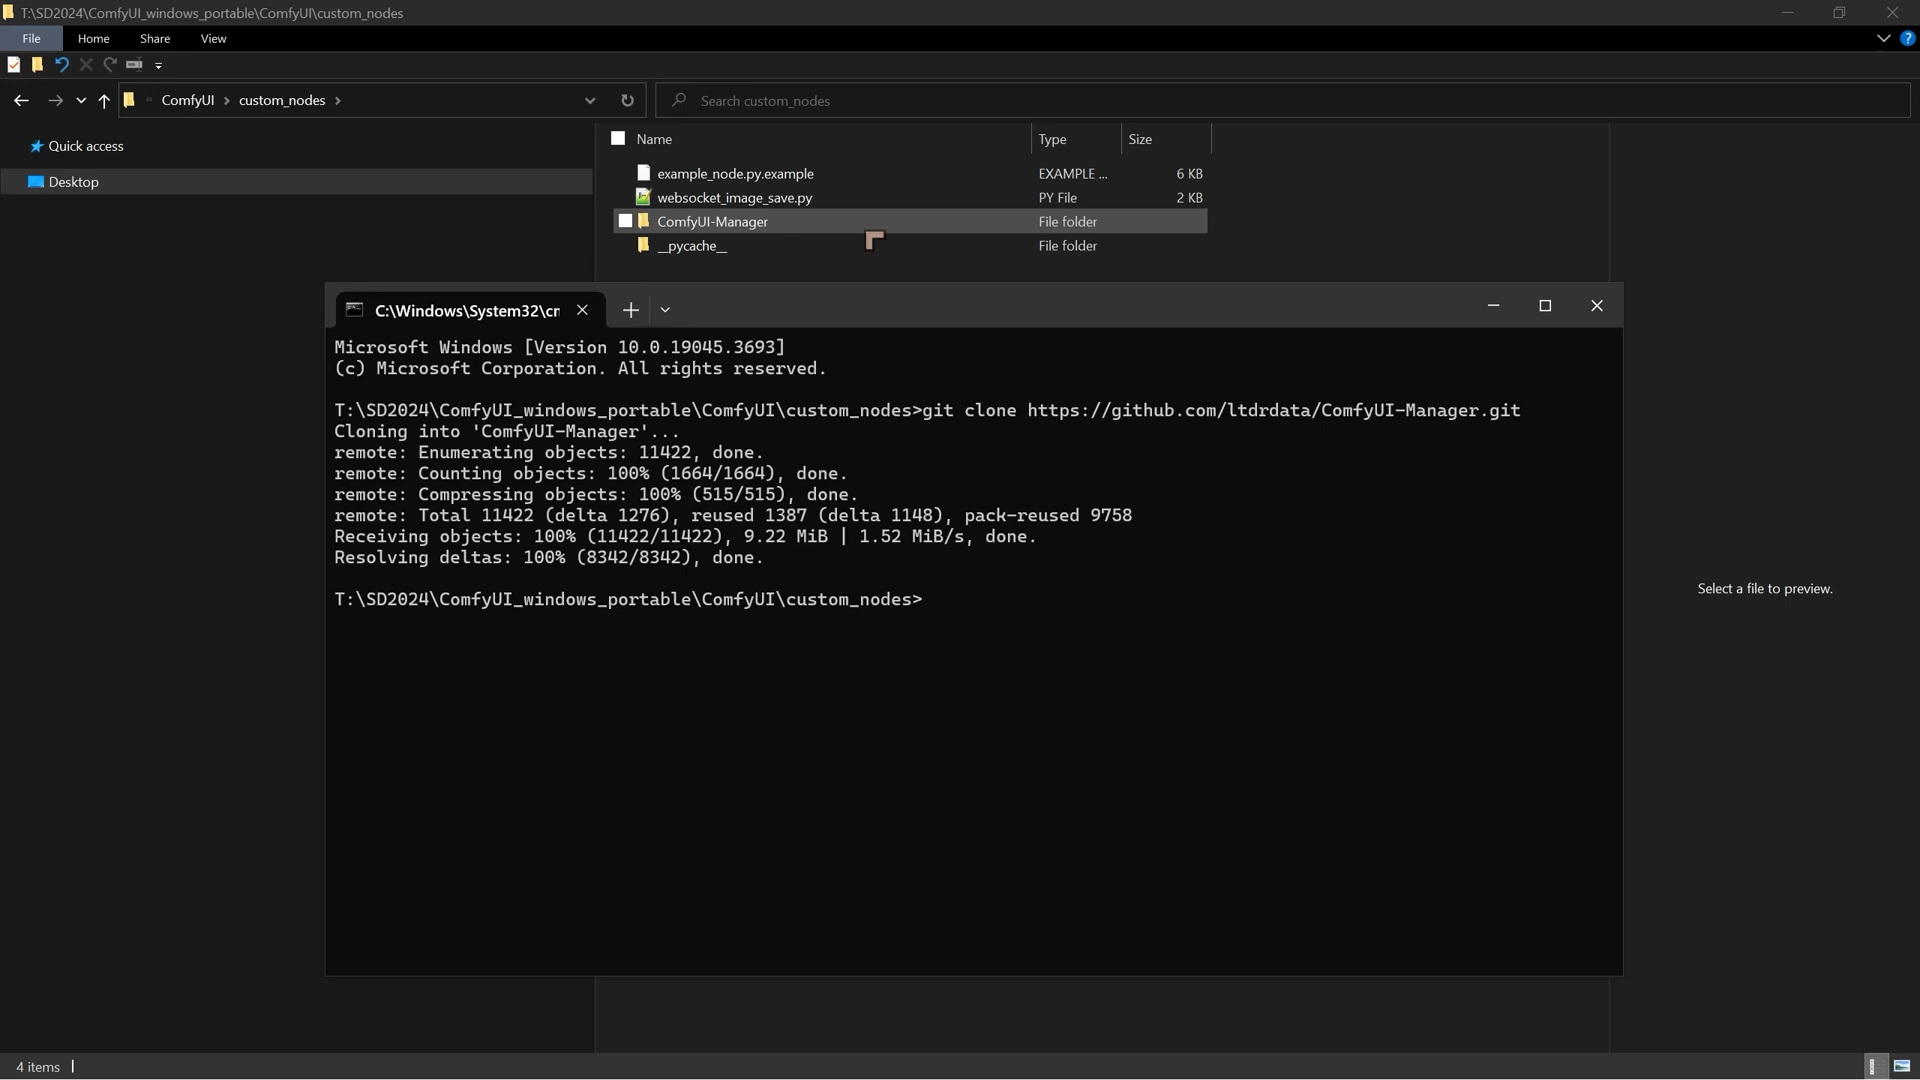 T:\SD2024\ComfyUI_windows_portable\ComfyUI\custom_nodes
File Home Share View
« ComfyUI > custom_nodes > Search custom_nodes
Quick access
Desktop
Name Type Size
example_node.py.example EXAMPLE ... 6 KB
websocket_image_save.py PY File 2 KB
ComfyUI-Manager File folder
__pycache__ File folder
C:\Windows\System32\cr
Microsoft Windows [Version 10.0.19045.3693]
(c) Microsoft Corporation. All rights reserved.
T:\SD2024\ComfyUI_windows_portable\ComfyUI\custom_nodes>git clone https://github.com/ltdrdata/ComfyUI-Manager.git
Cloning into 'ComfyUI-Manager'...
remote: Enumerating objects: 11422, done.
remote: Counting objects: 100% (1664/1664), done.
remote: Compressing objects: 100% (515/515), done.
remote: Total 11422 (delta 1276), reused 1387 (delta 1148), pack-reused 9758
Receiving objects: 100% (11422/11422), 9.22 MiB | 1.52 MiB/s, done.
Resolving deltas: 100% (8342/8342), done.
T:\SD2024\ComfyUI_windows_portable\ComfyUI\custom_nodes>
Select a file to preview.
4 items